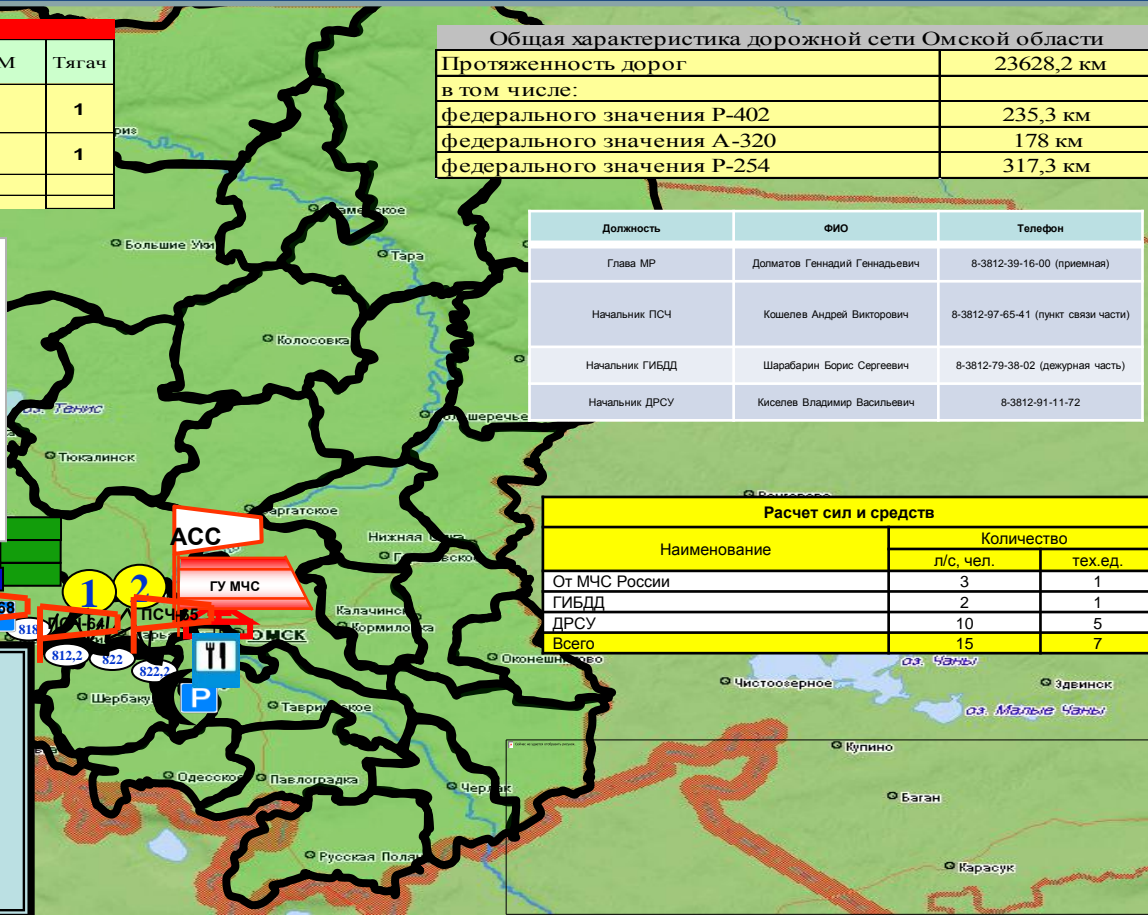 М Тягач
1
1
Общая характеристика дорожной сети Омской области
Протяженность дорог 23628,2 км
в том числе:
федерального значения Р-402 235,3 км
федерального значения А-320 178 км
федерального значения Р-254 317,3 км
Должность ФИО Телефон
Глава МР Долматов Геннадий Геннадьевич 8-3812-39-16-00 (приемная)
Начальник ПСЧ Кошелев Андрей Викторович 8-3812-97-65-41 (пункт связи части)
Начальник ГИБДД Шарабарин Борис Сергеевич 8-3812-79-38-02 (дежурная часть)
Начальник ДРСУ Киселев Владимир Васильевич 8-3812-91-11-72
Большие Уки
Тара
Колосовка
оз. Тенис
Тюкалинск
Расчет сил и средств
Наименование Количество
л/с, чел. тех.ед.
От МЧС России 3 1
ГИБДД 2 1
ДРСУ 10 5
Всего 15 7
АСС
Нижняя
ГУ МЧС
1 2
68
ПСЧ-64
ПСЧ-65
818
812,2
822
822,2
ОМСК
Калачинск
Кормиловка
P
Шербаку
оз. Чаны
Чистоозерное
Здвинск
оз. Малые Чаны
Купино
Одесское
Павлоградка
Черлак
Баган
Русская Поляна
Карасук